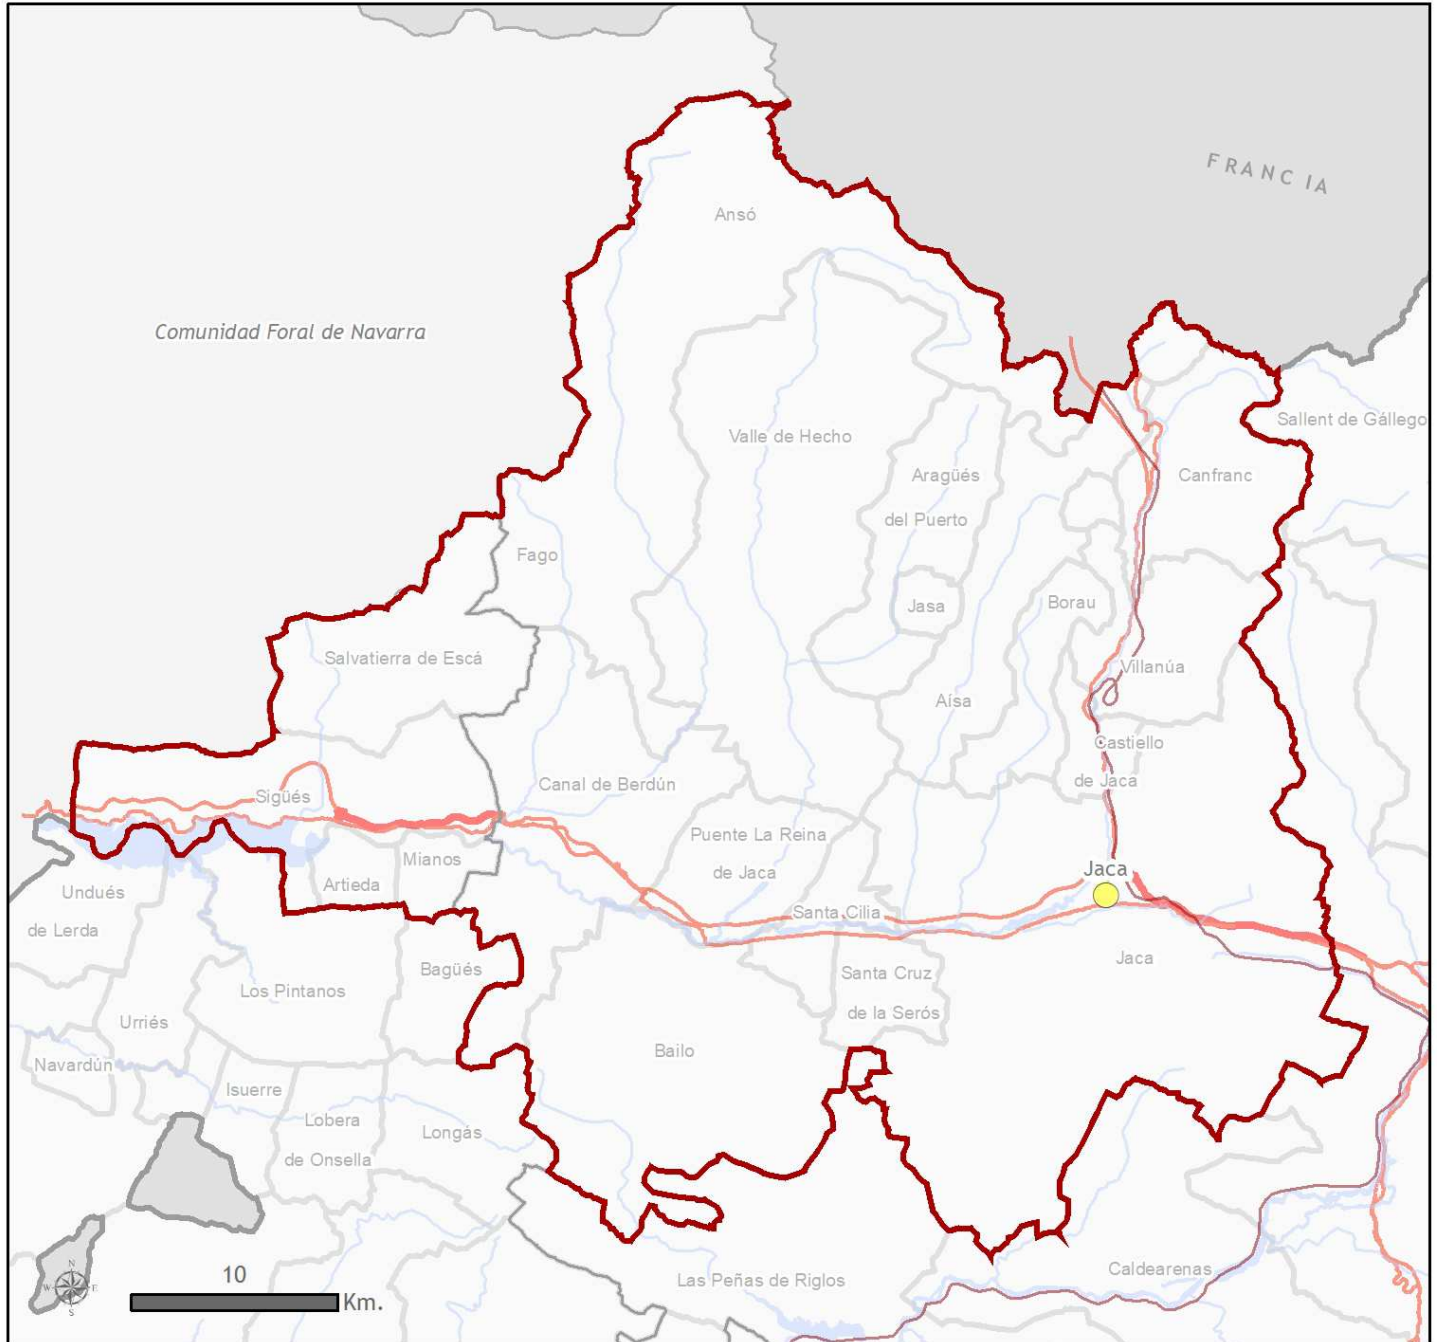 FRANCIA
Ansó
Comunidad Foral de Navarra
Sallent de Gállego
Valle de Hecho
Aragüés
del Puerto
Canfranc
Fago
Jasa
Borau
Salvatierra de Escá
Villanúa
Aísa
Castiello
de Jaca
Canal de Berdún
Sigüés
Puente La Reina
de Jaca
Mianos
Artieda
Jaca
Undués
de Lerda
Santa Cilia
Jaca
Bagüés
Santa Cruz
de la Serós
Los Pintanos
Urriés
Bailo
Navardún
Isuerre
Lobera
de Onsella
Longás
Caldearenas
Las Peñas de Riglos
N
W
E
S
10
Km.